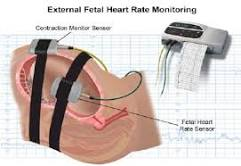 External Fetal Heart Rate Monitoring
Contraction Monitor Sensor
Fetal Heart
Rate Sensor